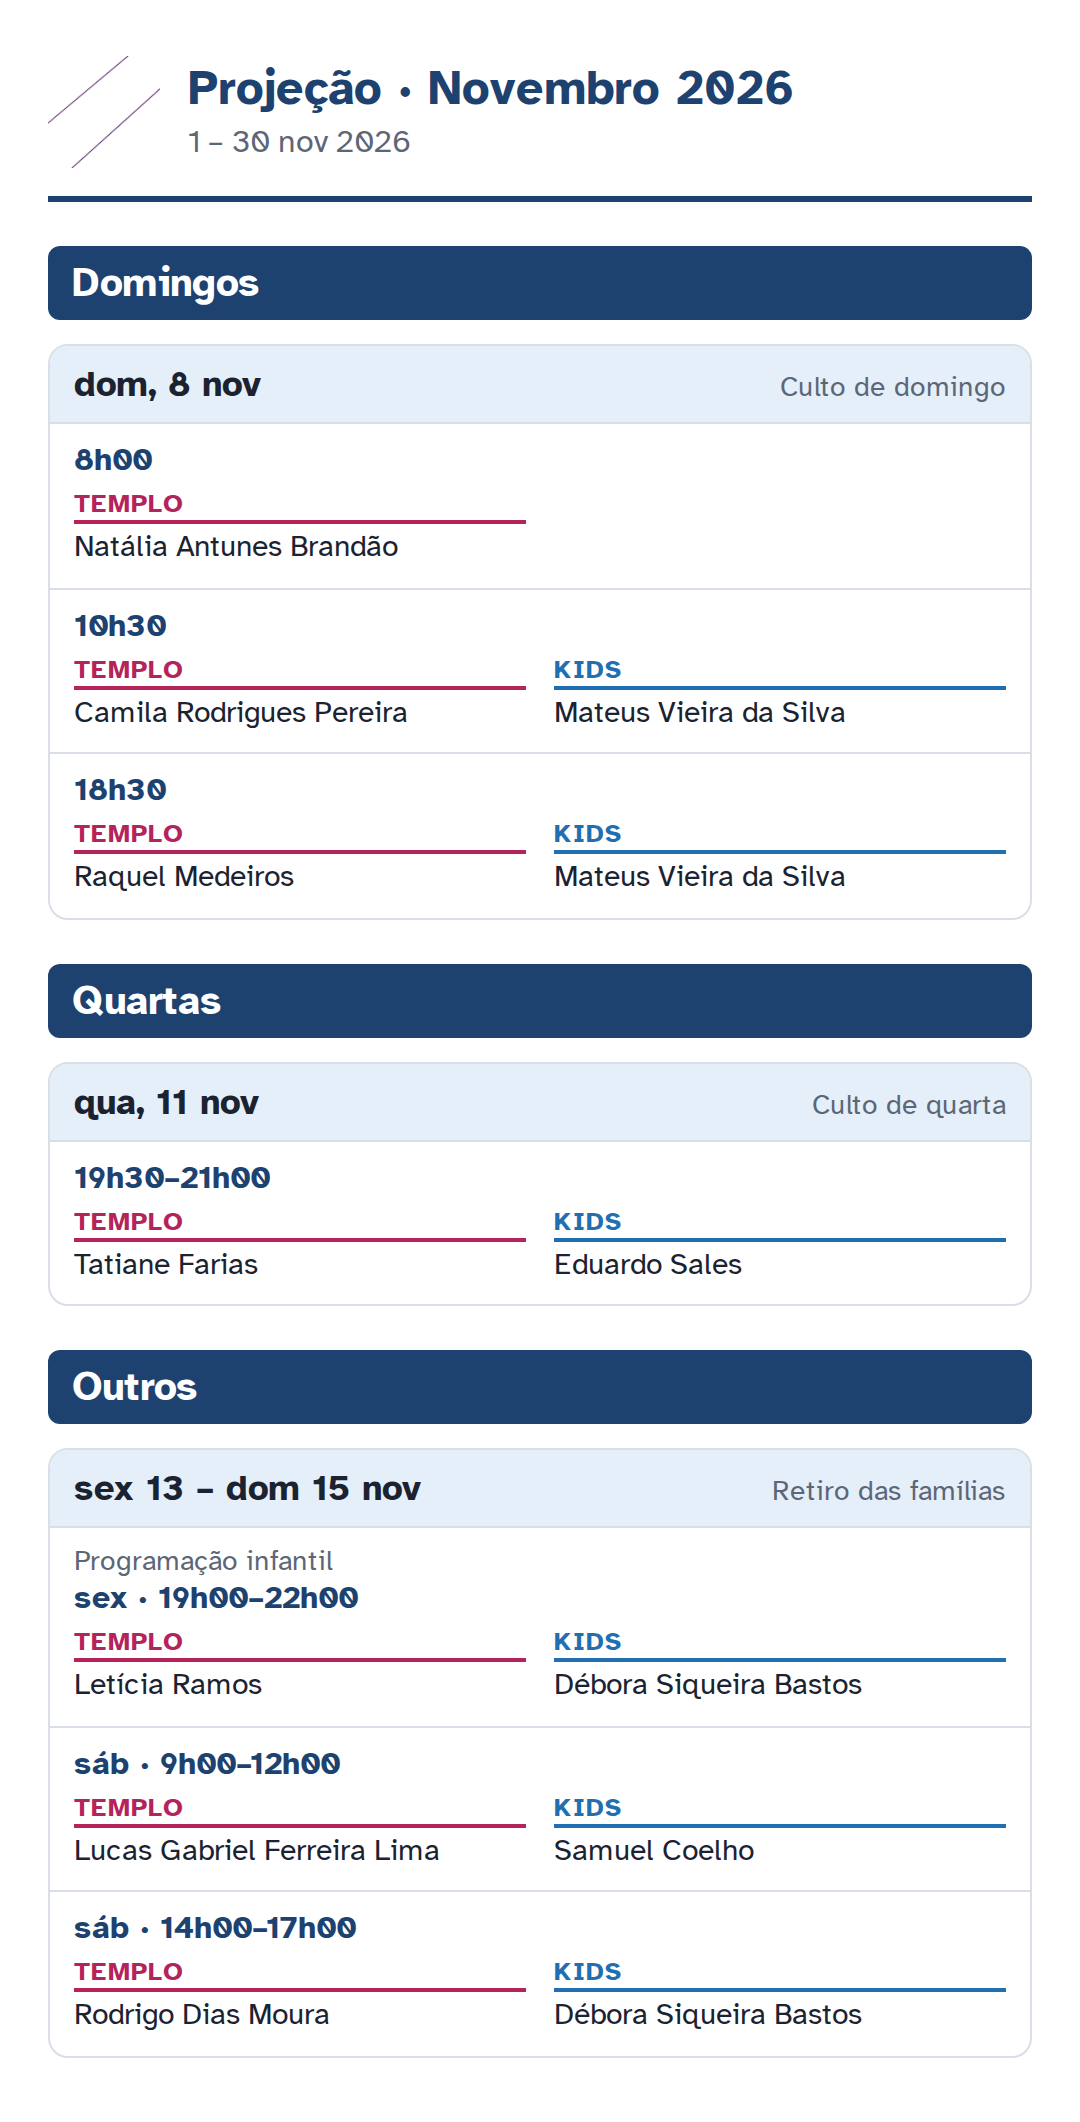 Projeção · Novembro 2026
1 – 30 nov 2026
Domingos
dom, 8 nov
Culto de domingo
8h00
TEMPLO
Natália Antunes Brandão
10h30
TEMPLO
Camila Rodrigues Pereira
KIDS
Mateus Vieira da Silva
18h30
TEMPLO
Raquel Medeiros
KIDS
Mateus Vieira da Silva
Quartas
qua, 11 nov
Culto de quarta
19h30–21h00
TEMPLO
Tatiane Farias
KIDS
Eduardo Sales
Outros
sex 13 – dom 15 nov
Retiro das famílias
Programação infantil
sex · 19h00–22h00
TEMPLO
Letícia Ramos
KIDS
Débora Siqueira Bastos
sáb · 9h00–12h00
TEMPLO
Lucas Gabriel Ferreira Lima
KIDS
Samuel Coelho
sáb · 14h00–17h00
TEMPLO
Rodrigo Dias Moura
KIDS
Débora Siqueira Bastos